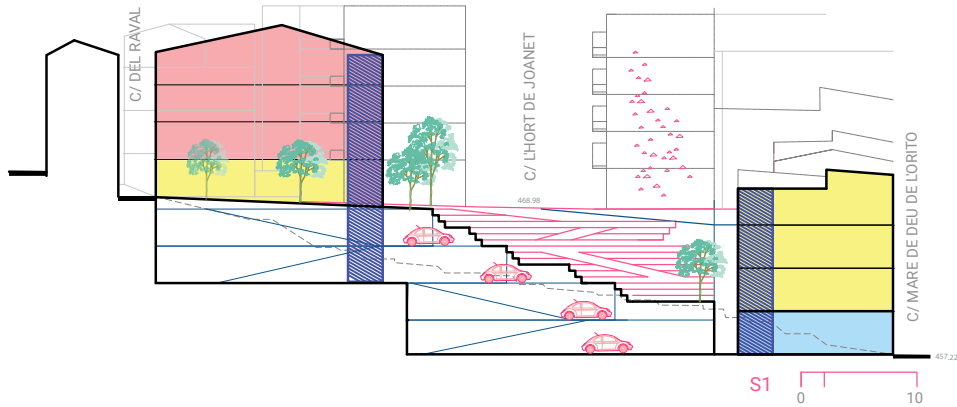 C/ DEL RAVAL
C/ L'HORT DE JOANET
C/ MARE DE DEU DE L'ORITO
468.98
457.22
S1
0
10